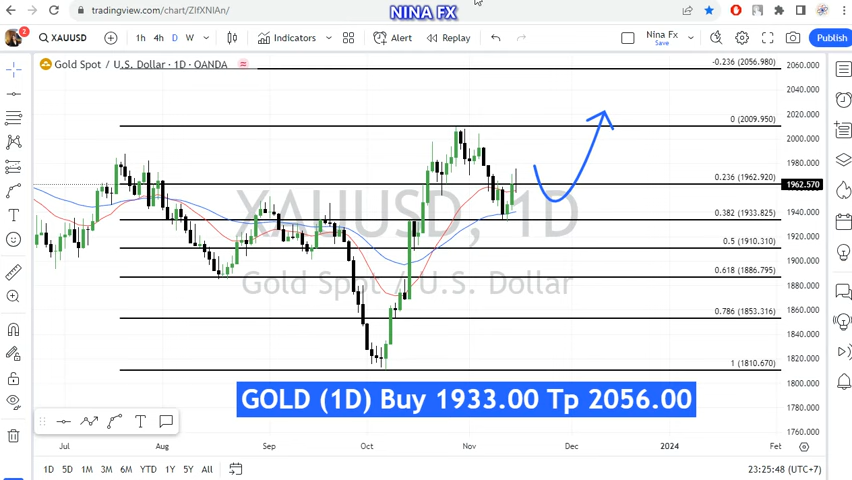 tradingview.com/chart/ZIfXNIAn/
NINA FX
XAUUSD
1h 4h D W
Indicators
Alert
Replay
Nina Fx
Save
Publish
Gold Spot / U.S. Dollar · 1D · OANDA
-0.236 (2056.980)
0 (2009.950)
0.236 (1962.920)
0.382 (1933.825)
0.5 (1910.310)
0.618 (1886.795)
0.786 (1853.316)
1 (1810.670)
XAUUSD, 1D
Gold Spot / U.S. Dollar
2060.000
2040.000
2020.000
2000.000
1980.000
1962.570
1940.000
1920.000
1900.000
1880.000
1860.000
1840.000
1820.000
1800.000
1780.000
1760.000
GOLD (1D) Buy 1933.00 Tp 2056.00
Jul Aug Sep Oct Nov Dec 2024 Fet
1D 5D 1M 3M 6M YTD 1Y 5Y All
23:25:48 (UTC+7)